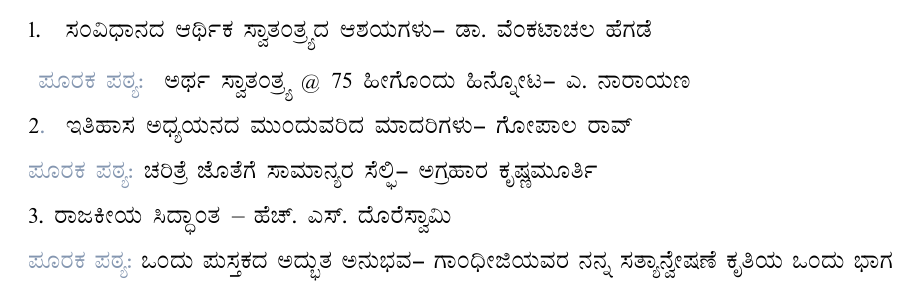 1. ಸಂವಿಧಾನದ ಆರ್ಥಿಕ ಸ್ವಾತಂತ್ರ್ಯದ ಆಶಯಗಳು– ಡಾ. ವೆಂಕಟಾಚಲ ಹೆಗಡೆ
ಪೂರಕ ಪಠ್ಯ: ಅರ್ಥ ಸ್ವಾತಂತ್ರ್ಯ @ 75 ಹೀಗೊಂದು ಹಿನ್ನೋಟ– ಎ. ನಾರಾಯಣ
2. ಇತಿಹಾಸ ಅಧ್ಯಯನದ ಮುಂದುವರಿದ ಮಾದರಿಗಳು– ಗೋಪಾಲ ರಾವ್
ಪೂರಕ ಪಠ್ಯ: ಚರಿತ್ರೆ ಜೊತೆಗೆ ಸಾಮಾನ್ಯರ ಸೆಲ್ಫಿ– ಅಗ್ರಹಾರ ಕೃಷ್ಣಮೂರ್ತಿ
3. ರಾಜಕೀಯ ಸಿದ್ಧಾಂತ – ಹೆಚ್. ಎಸ್. ದೊರೆಸ್ವಾಮಿ
ಪೂರಕ ಪಠ್ಯ: ಒಂದು ಪುಸ್ತಕದ ಅದ್ಭುತ ಅನುಭವ– ಗಾಂಧೀಜಿಯವರ ನನ್ನ ಸತ್ಯಾನ್ವೇಷಣೆ ಕೃತಿಯ ಒಂದು ಭಾಗ